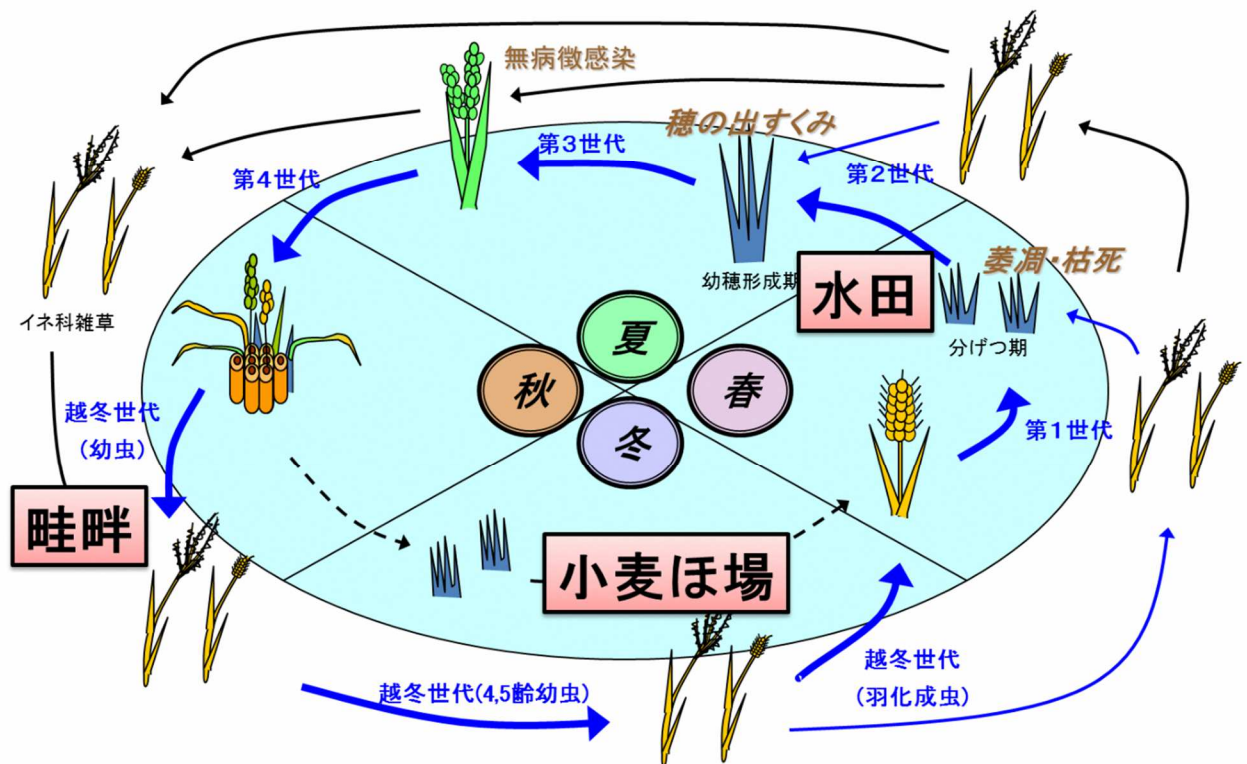 無病徴感染
穂の出すくみ
第3世代
第2世代
第4世代
萎凋・枯死
幼穂形成期
水田
イネ科雑草
分げつ期
夏
秋
春
冬
越冬世代
(幼虫)
第1世代
畦畔
小麦ほ場
越冬世代(4,5齢幼虫)
越冬世代
(羽化成虫)